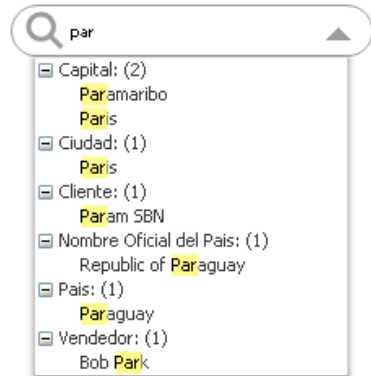 par
Capital: (2)
Paramaribo
Paris
Ciudad: (1)
Paris
Cliente: (1)
Param SBN
Nombre Oficial del Pais: (1)
Republic of Paraguay
Pais: (1)
Paraguay
Vendedor: (1)
Bob Park